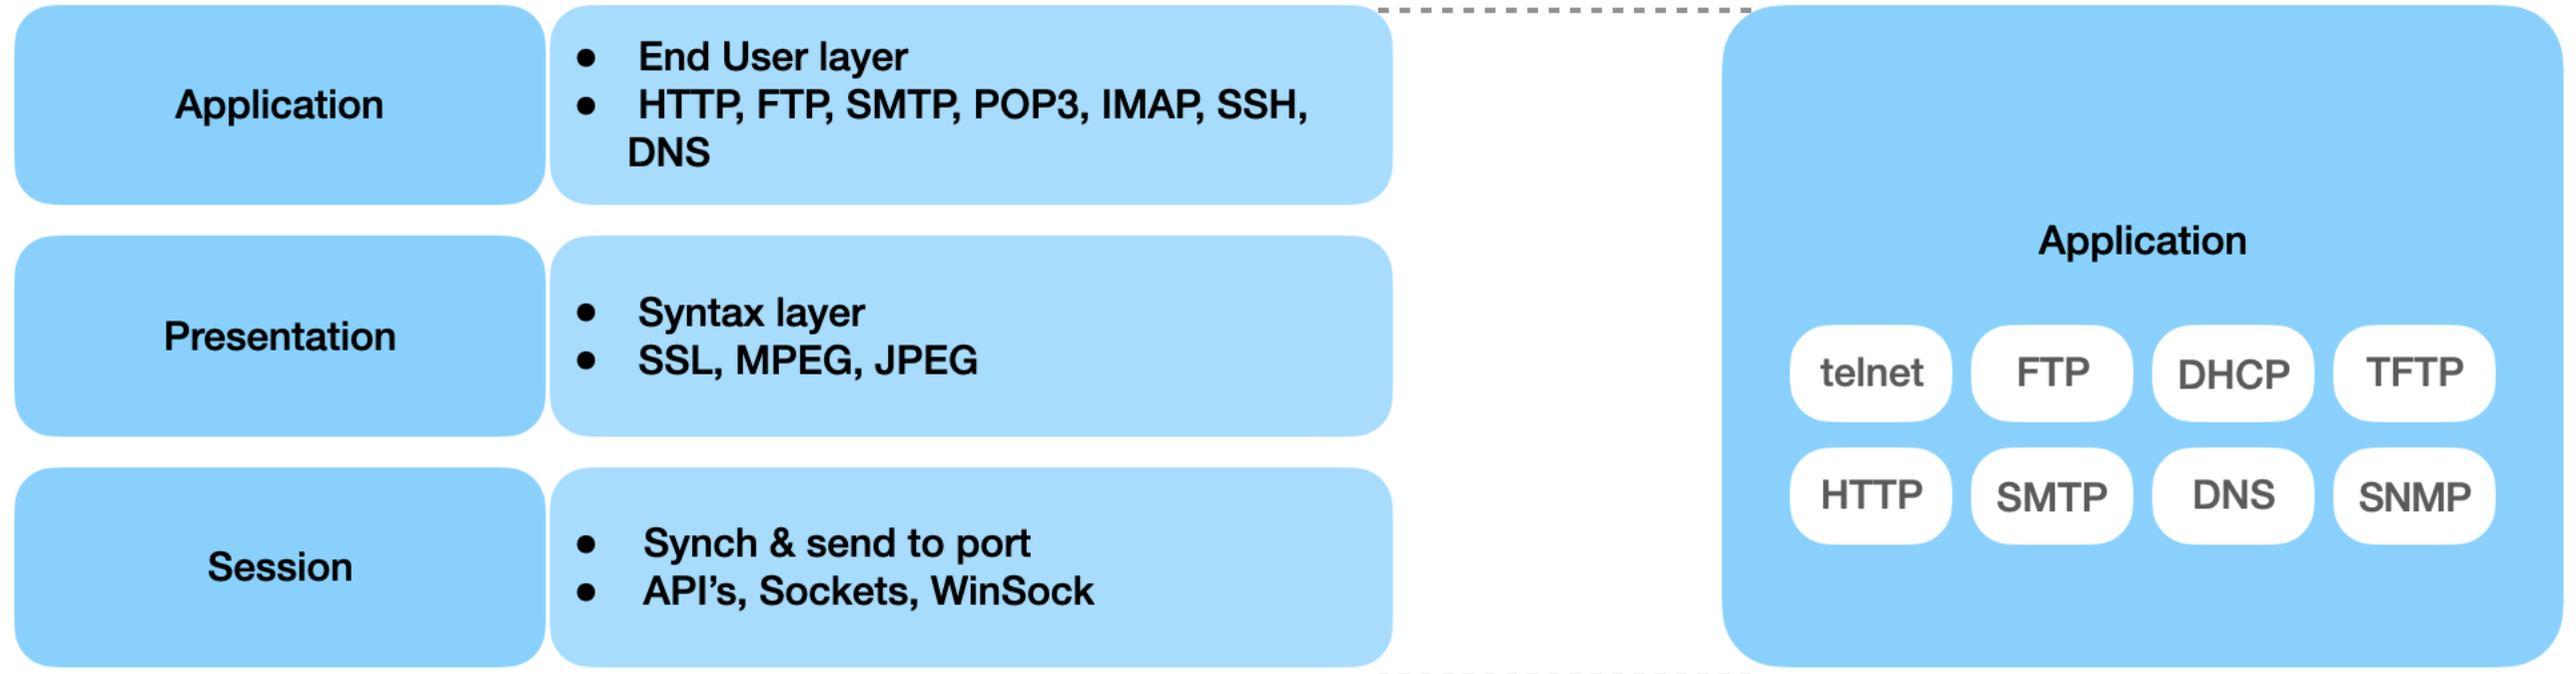 Application
• End User layer
• HTTP, FTP, SMTP, POP3, IMAP, SSH,
DNS
Presentation
• Syntax layer
• SSL, MPEG, JPEG
Session
• Synch & send to port
• API’s, Sockets, WinSock
Application
telnet FTP DHCP TFTP
HTTP SMTP DNS SNMP